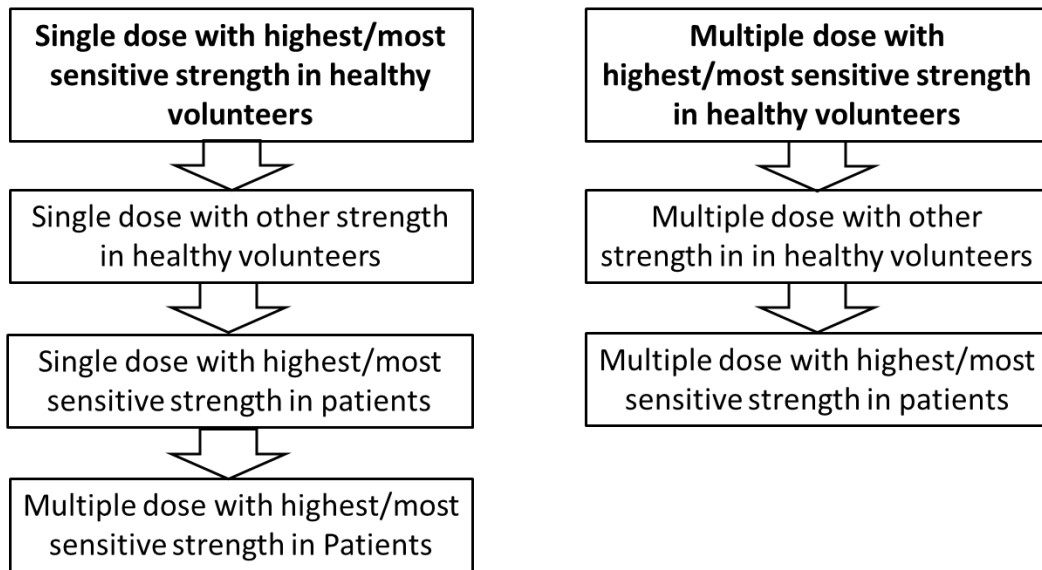 Single dose with highest/most
sensitive strength in healthy
volunteers
Single dose with other strength
in healthy volunteers
Single dose with highest/most
sensitive strength in patients
Multiple dose with highest/most
sensitive strength in Patients
Multiple dose with
highest/most sensitive strength
in healthy volunteers
Multiple dose with other
strength in in healthy volunteers
Multiple dose with highest/most
sensitive strength in patients